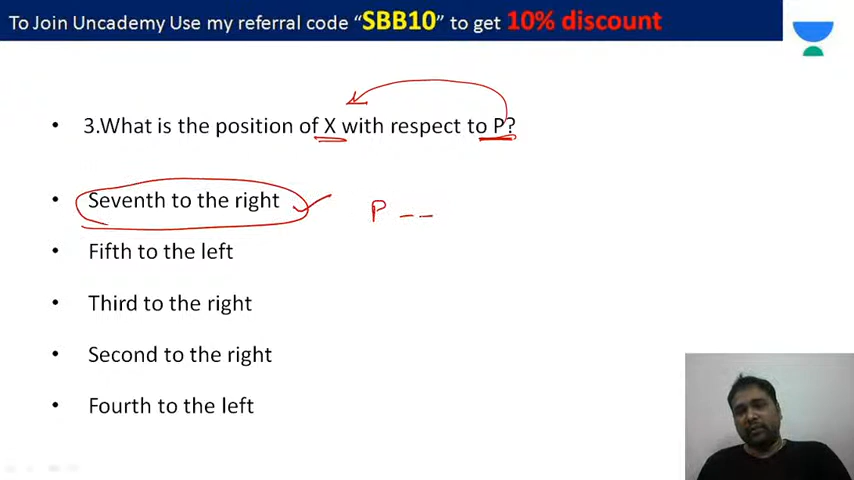 To Join Uncademy Use my referral code “SBB10” to get 10% discount
• 3.What is the position of X with respect to P?
• Seventh to the right
P _ _
• Fifth to the left
• Third to the right
• Second to the right
• Fourth to the left